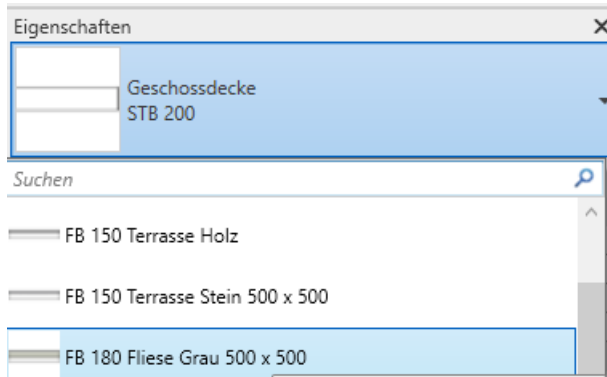 Eigenschaften
Geschossdecke
STB 200
Suchen
FB 150 Terrasse Holz
FB 150 Terrasse Stein 500 x 500
FB 180 Fliese Grau 500 x 500